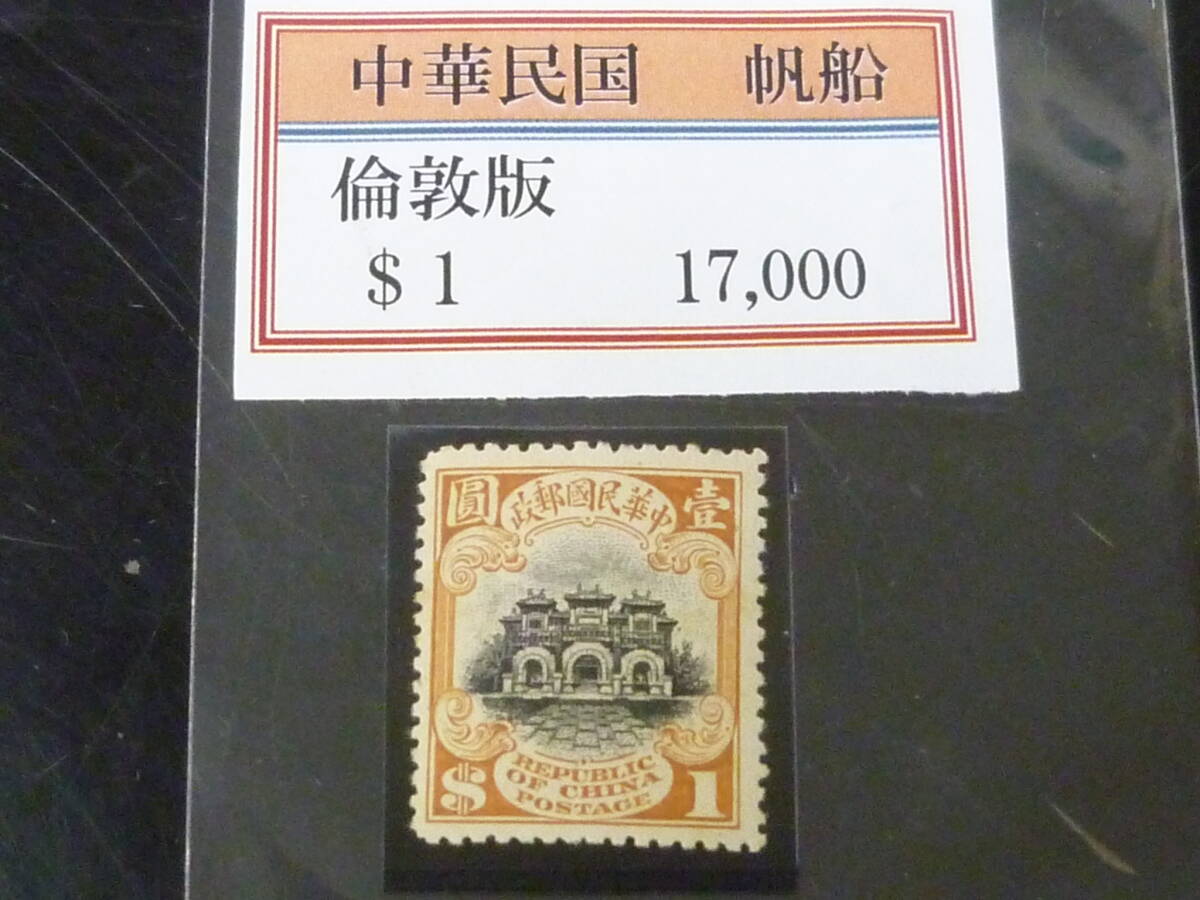 中華民国 帆船
倫敦版
$ 1 17,000
圓 政郵國民華中 壹
REPUBLIC
OF CHINA
POSTAGE
$ 1